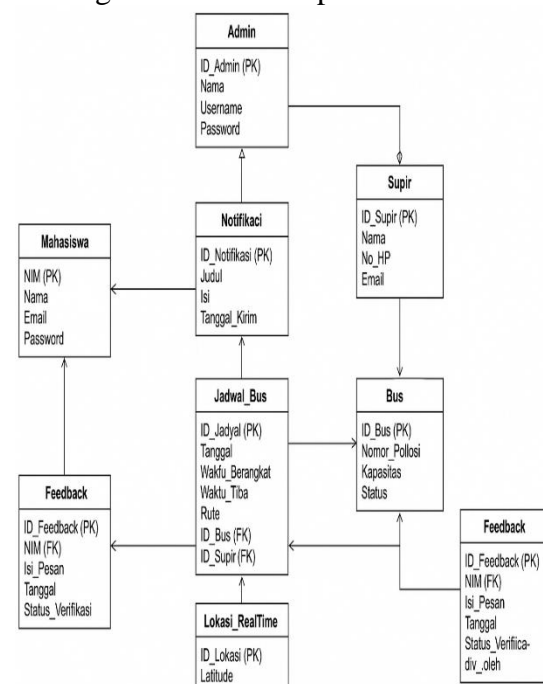 Admin
ID_Admin (PK)
Nama
Username
Password
Supir
ID_Supir (PK)
Nama
No_HP
Email
Notifikaci
ID_Notifikasi (PK)
Judul
Isi
Tanggal_Kirim
Mahasiswa
NIM (PK)
Nama
Email
Password
Jadwal_Bus
ID_Jadyal (PK)
Tanggal
Wakfu_Berangkat
Waktu_Tiba
Rute
ID_Bus (FK)
ID_Supir (FK)
Bus
ID_Bus (PK)
Nomor_Pollosi
Kapasitas
Status
Feedback
ID_Feedback (PK)
NIM (FK)
Isi_Pesan
Tanggal
Status_Verifikasi
Feedback
ID_Feedback (PK)
NIM (FK)
Isi_Pesan
Tanggal
Status_Verifiica-
div_.oleh
Lokasi_RealTime
ID_Lokasi (PK)
Latitude